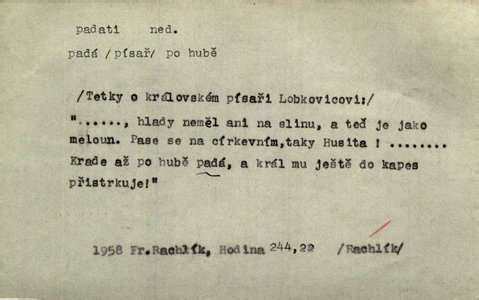 padati ned.
padá /písař/ po hubě
/Tetky o královském písaři Lobkovicovi:/
"......, hlady neměl ani na slinu, a teď je jako
meloun. Pase se na církevním,taky Husita ! ........
Krade až po hubě padá, a král mu ještě do kapes
přistrkuje!"
1958 Fr.Rachlík, Hodina 244,22 /Rachlík/